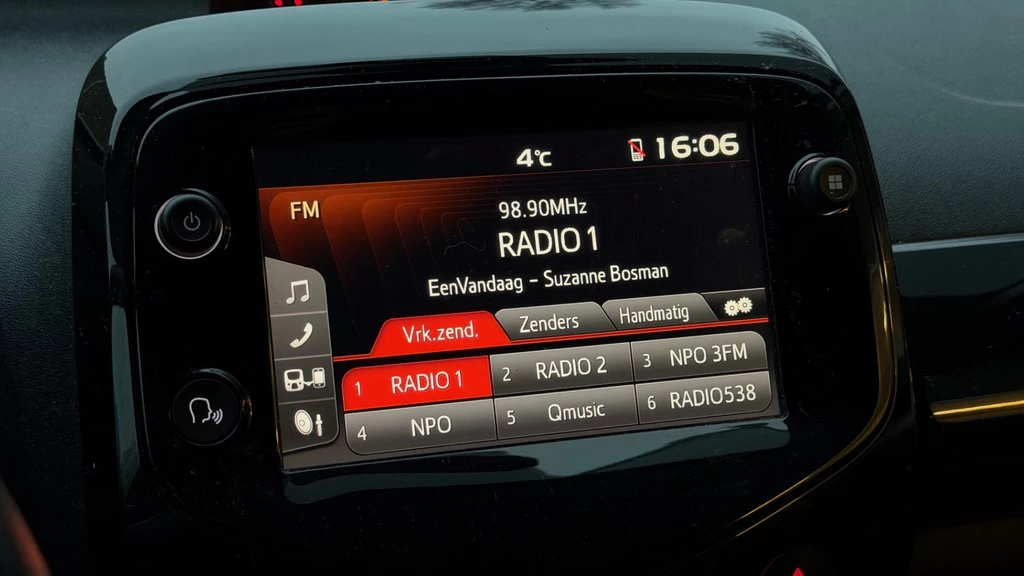 4°C 16:06
FM
98.90MHz
RADIO 1
EenVandaag - Suzanne Bosman
Vrk.zend. Zenders Handmatig
1 RADIO 1 2 RADIO 2 3 NPO 3FM
4 NPO 5 Qmusic 6 RADIO538